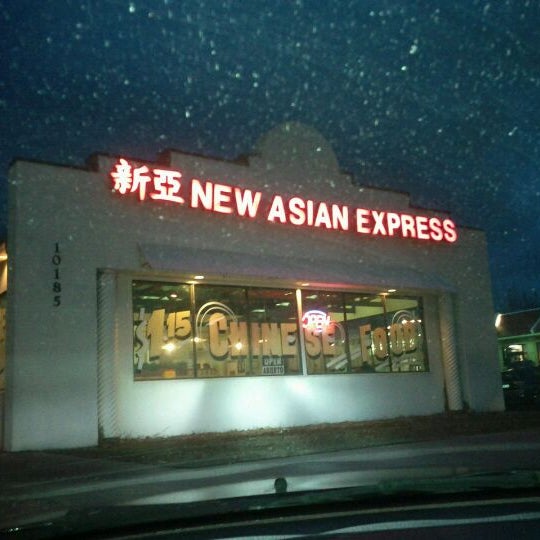 新亞 NEW ASIAN EXPRESS
10185
$1.15 CHINESE FOOD
OPEN
OPEN
ABIERTO